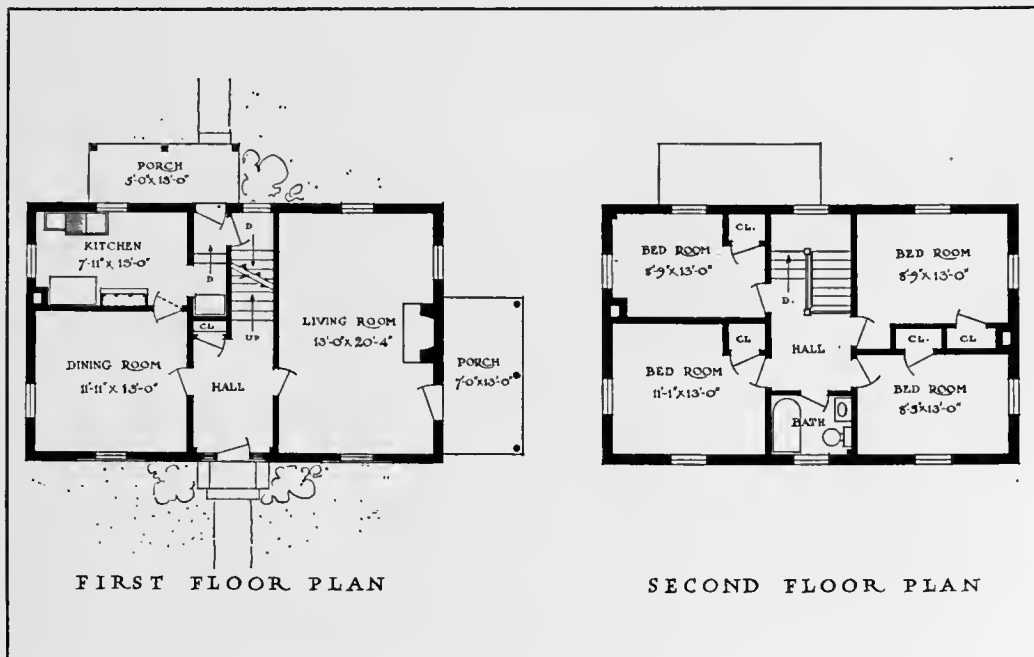 PORCH
5'-0" X 13'-0"
KITCHEN
7'-11" X 13'-0"
D
D
CL
UP
LIVING ROOM
13'-0" X 20'-4"
DINING ROOM
11'-11" X 13'-0"
HALL
PORCH
7'-0" X 13'-0"
FIRST FLOOR PLAN
BED ROOM
8'-9" X 13'-0"
CL.
D.
BED ROOM
8'-9" X 13'-0"
HALL
CL
CL.
CL
BED ROOM
11'-1" X 13'-0"
BED ROOM
8'-3" X 13'-0"
BATH
SECOND FLOOR PLAN